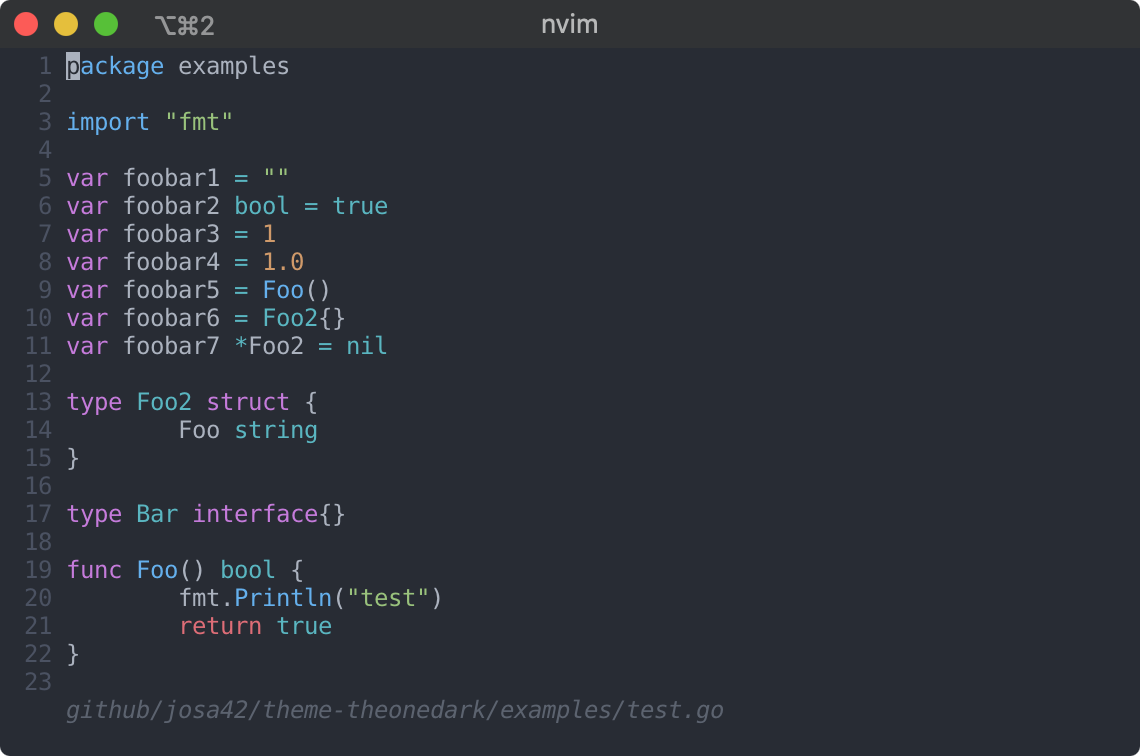 ⌥⌘2 nvim
1 package examples
2
3 import "fmt"
4
5 var foobar1 = ""
6 var foobar2 bool = true
7 var foobar3 = 1
8 var foobar4 = 1.0
9 var foobar5 = Foo()
10 var foobar6 = Foo2{}
11 var foobar7 *Foo2 = nil
12
13 type Foo2 struct {
14         Foo string
15 }
16
17 type Bar interface{}
18
19 func Foo() bool {
20         fmt.Println("test")
21         return true
22 }
23
github/josa42/theme-theonedark/examples/test.go